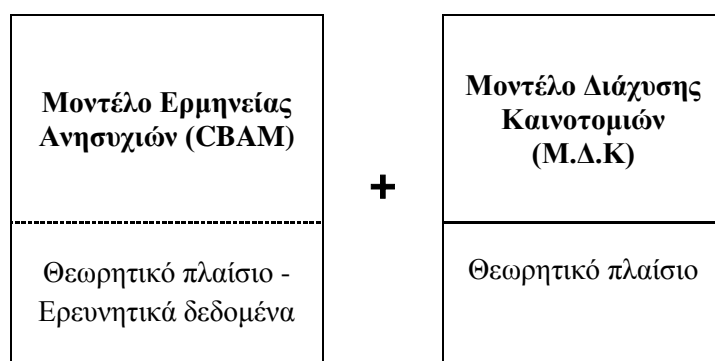 Μοντέλο Ερμηνείας
Ανησυχιών (CBAM)
Θεωρητικό πλαίσιο -
Ερευνητικά δεδομένα
+
Μοντέλο Διάχυσης
Καινοτομιών
(Μ.Δ.Κ)
Θεωρητικό πλαίσιο